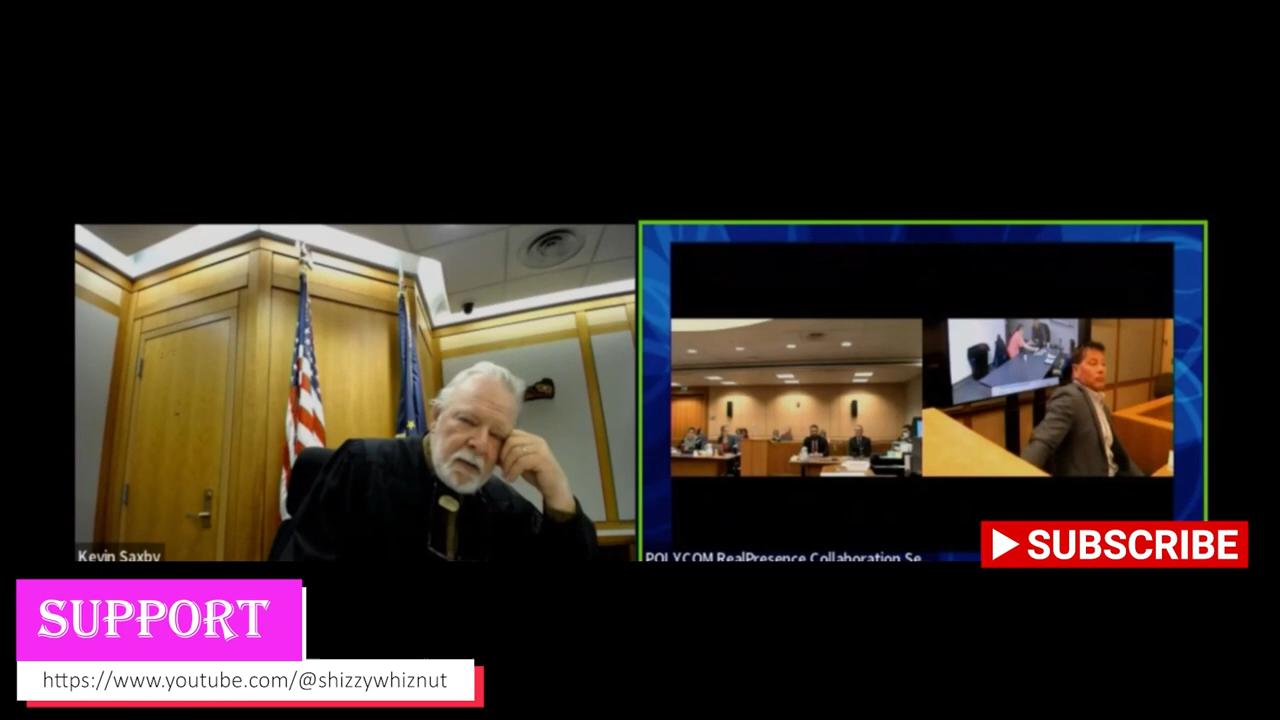 Kevin Saxby
POLYCOM RealPresence Collaboration Se
SUBSCRIBE
SUPPORT
https://www.youtube.com/@shizzywhiznut